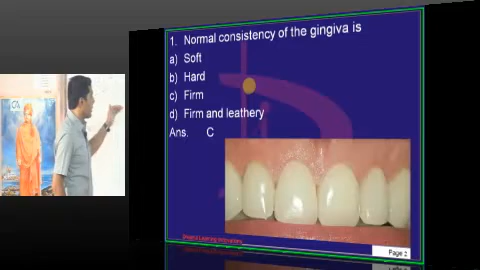 1. Normal consistency of the gingiva is
a) Soft
b) Hard
c) Firm
d) Firm and leathery
Ans. C
Page 2